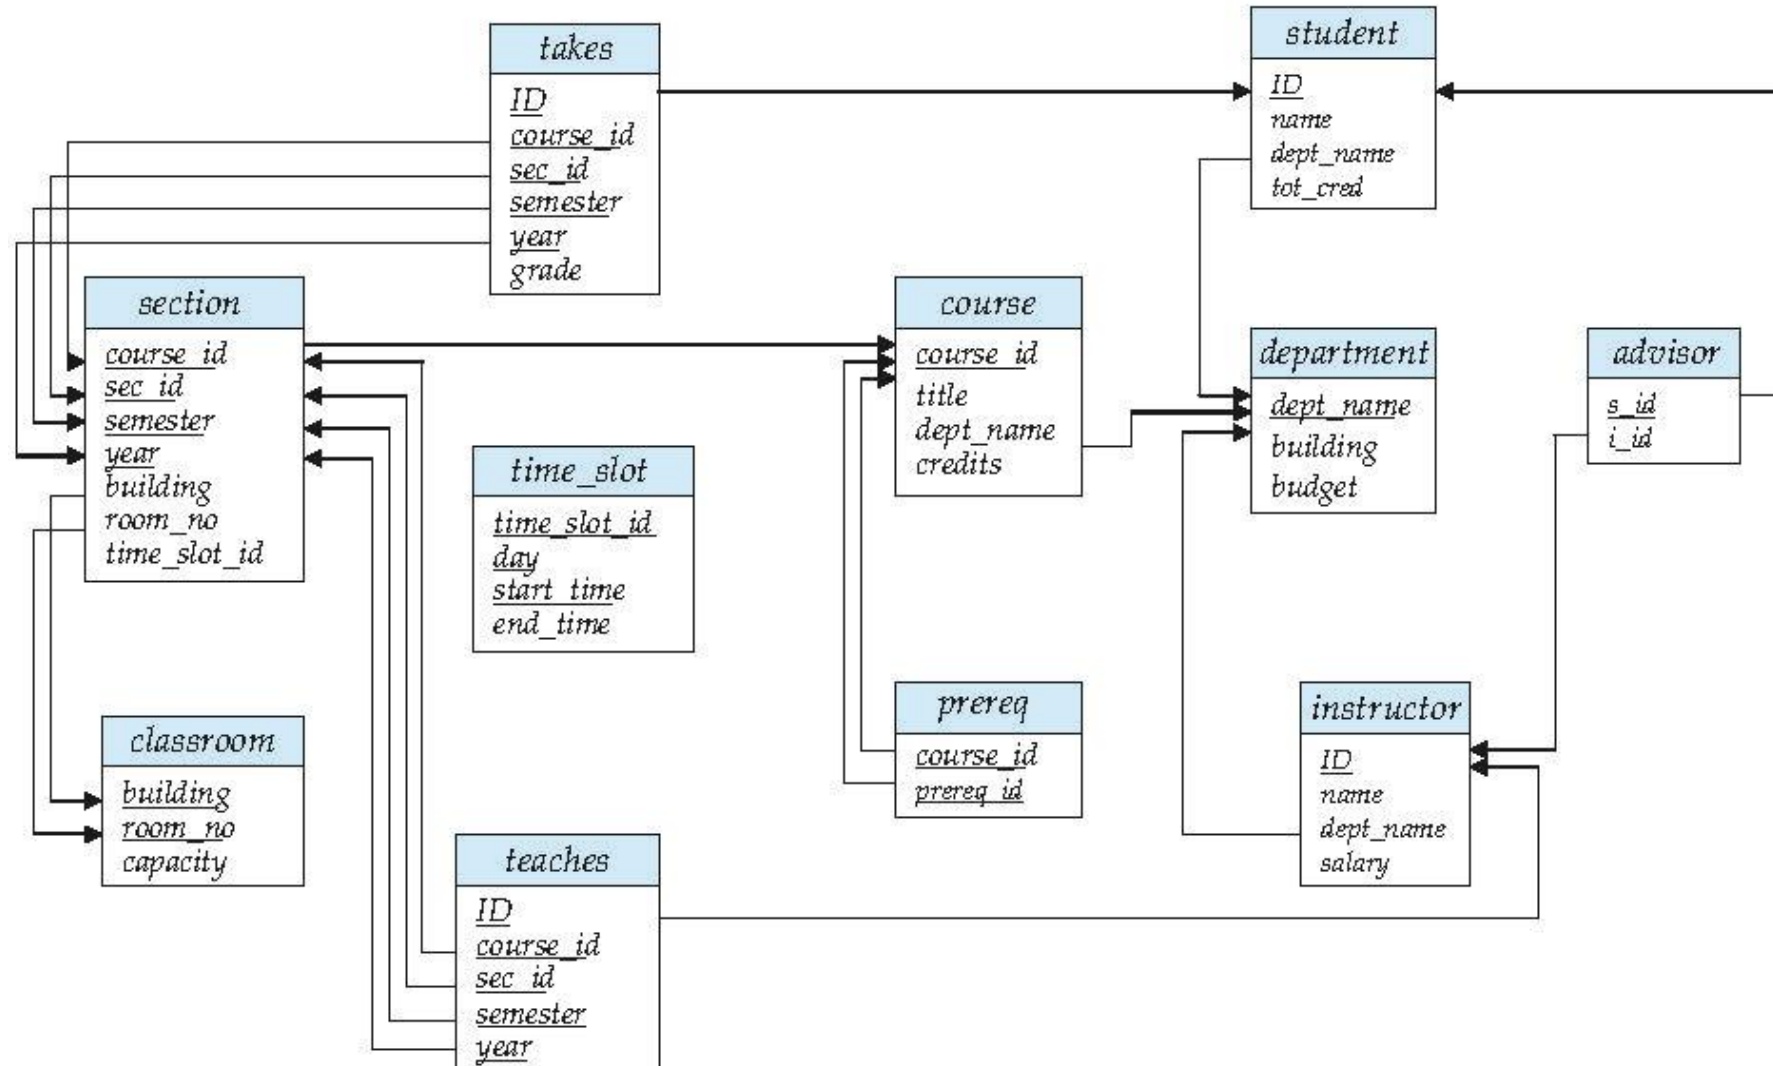 takes
ID
course_id
sec_id
semester
year
grade
student
ID
name
dept_name
tot_cred
section
course_id
sec_id
semester
year
building
room_no
time_slot_id
course
course_id
title
dept_name
credits
department
dept_name
building
budget
advisor
s_id
i_id
time_slot
time_slot_id
day
start_time
end_time
classroom
building
room_no
capacity
prereq
course_id
prereq_id
instructor
ID
name
dept_name
salary
teaches
ID
course_id
sec_id
semester
year